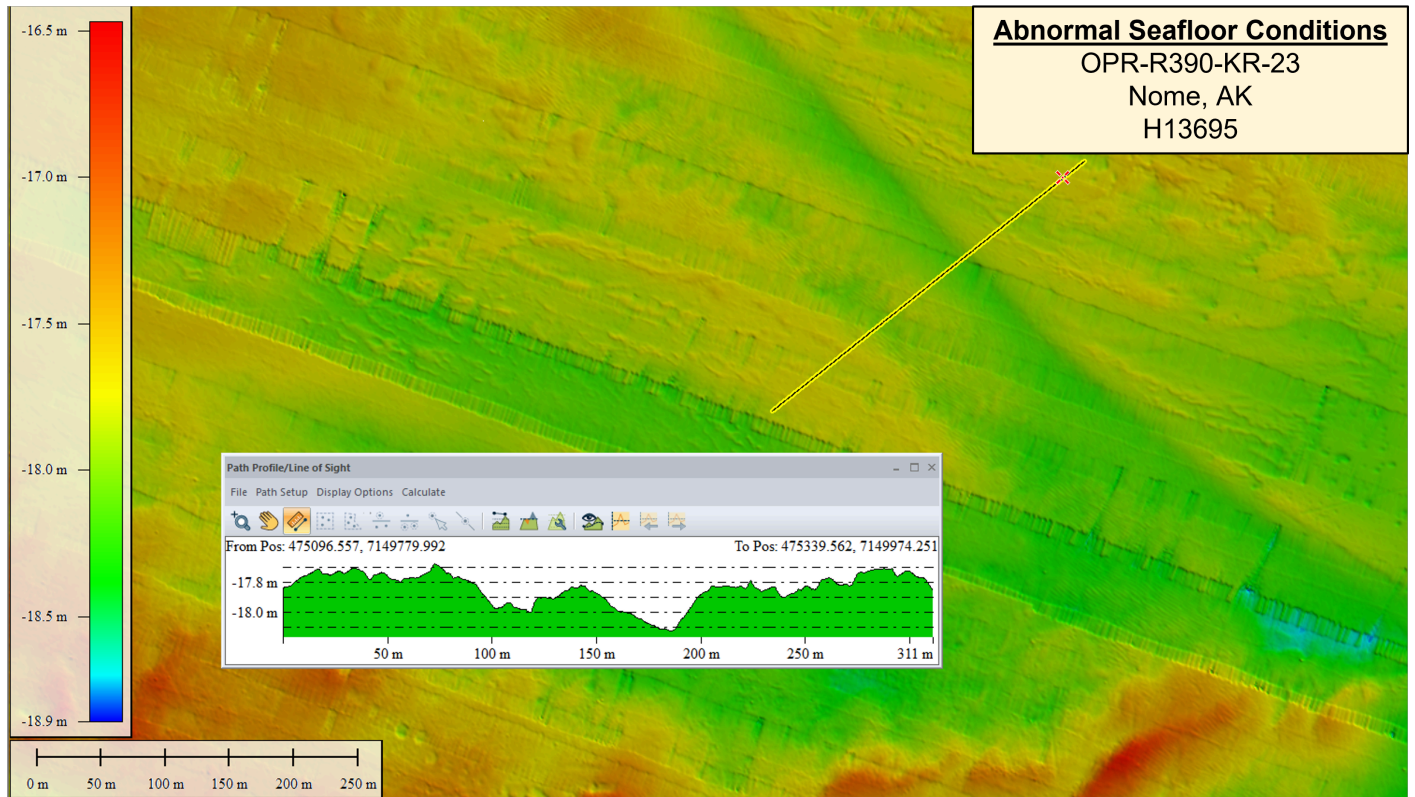 Abnormal Seafloor Conditions
OPR-R390-KR-23
Nome, AK
H13695
-16.5 m
-17.0 m
-17.5 m
-18.0 m
-18.5 m
-18.9 m
Path Profile/Line of Sight
File Path Setup Display Options Calculate
From Pos: 475096.557, 7149779.992 To Pos: 475339.562, 7149974.251
-17.8 m
-18.0 m
50 m 100 m 150 m 200 m 250 m 311 m
0 m 50 m 100 m 150 m 200 m 250 m